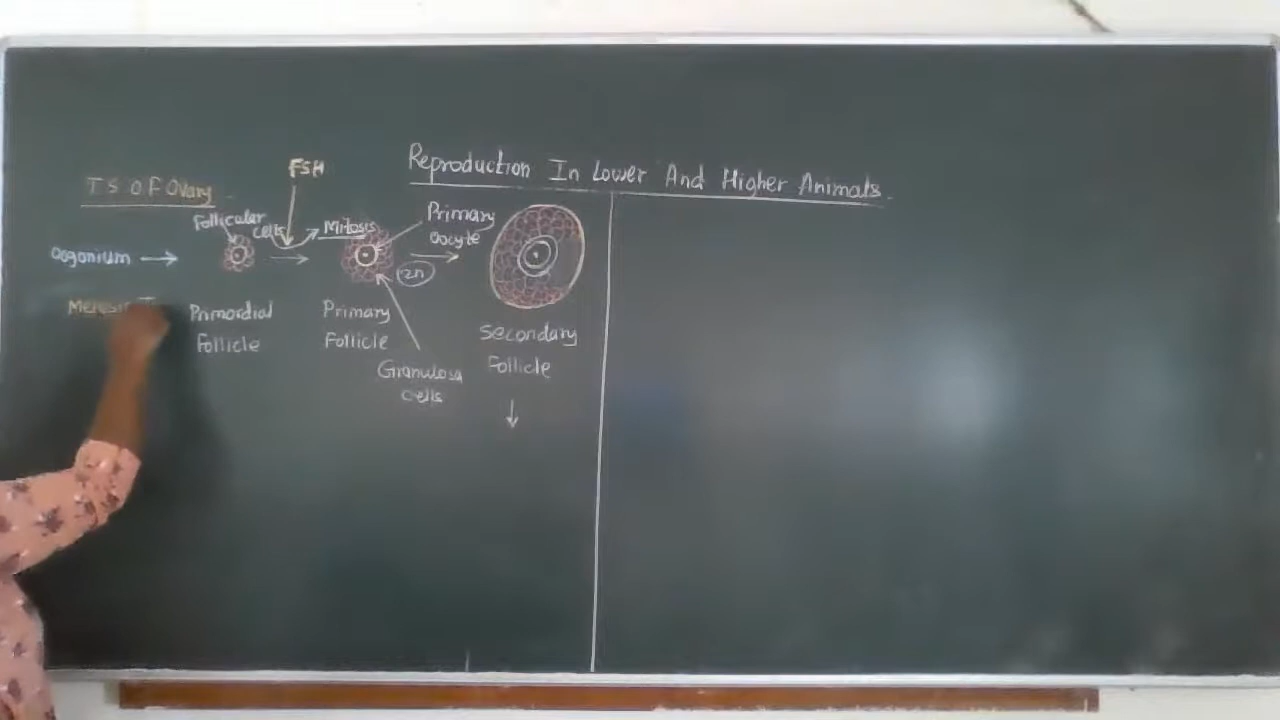 Reproduction In Lower And Higher Animals.
T S OF Ovary
FSH
Follicular
cells
Mitosis
Primary
Oocyte
Oogonium
2n
Primordial
Follicle
Primary
Follicle
Granulosa
cells
Secondary
Follicle